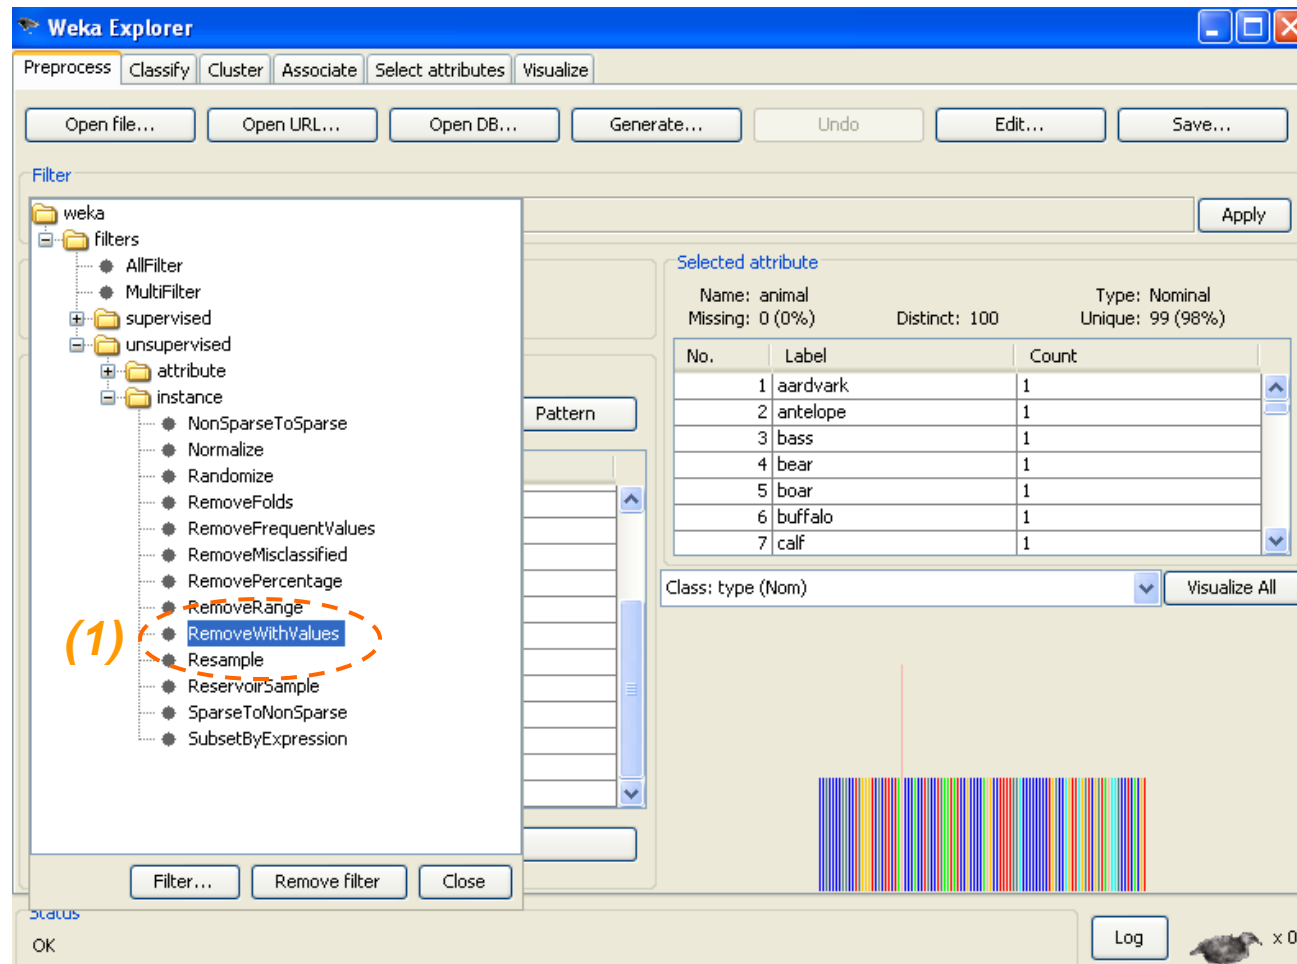 Weka Explorer
Preprocess Classify Cluster Associate Select attributes Visualize
Open file... Open URL... Open DB... Generate... Undo Edit... Save...
Filter
weka
Apply
filters
AllFilter
MultiFilter
supervised
unsupervised
attribute
instance
NonSparseToSparse
Normalize
Randomize
RemoveFolds
RemoveFrequentValues
RemoveMisclassified
RemovePercentage
RemoveRange
(1) RemoveWithValues
Resample
ReservoirSample
SparseToNonSparse
SubsetByExpression
Filter... Remove filter Close
Pattern
Selected attribute
Name: animal Type: Nominal
Missing: 0 (0%) Distinct: 100 Unique: 99 (98%)
No. Label Count
1 aardvark 1
2 antelope 1
3 bass 1
4 bear 1
5 boar 1
6 buffalo 1
7 calf 1
Class: type (Nom) Visualize All
Status
OK
Log x 0